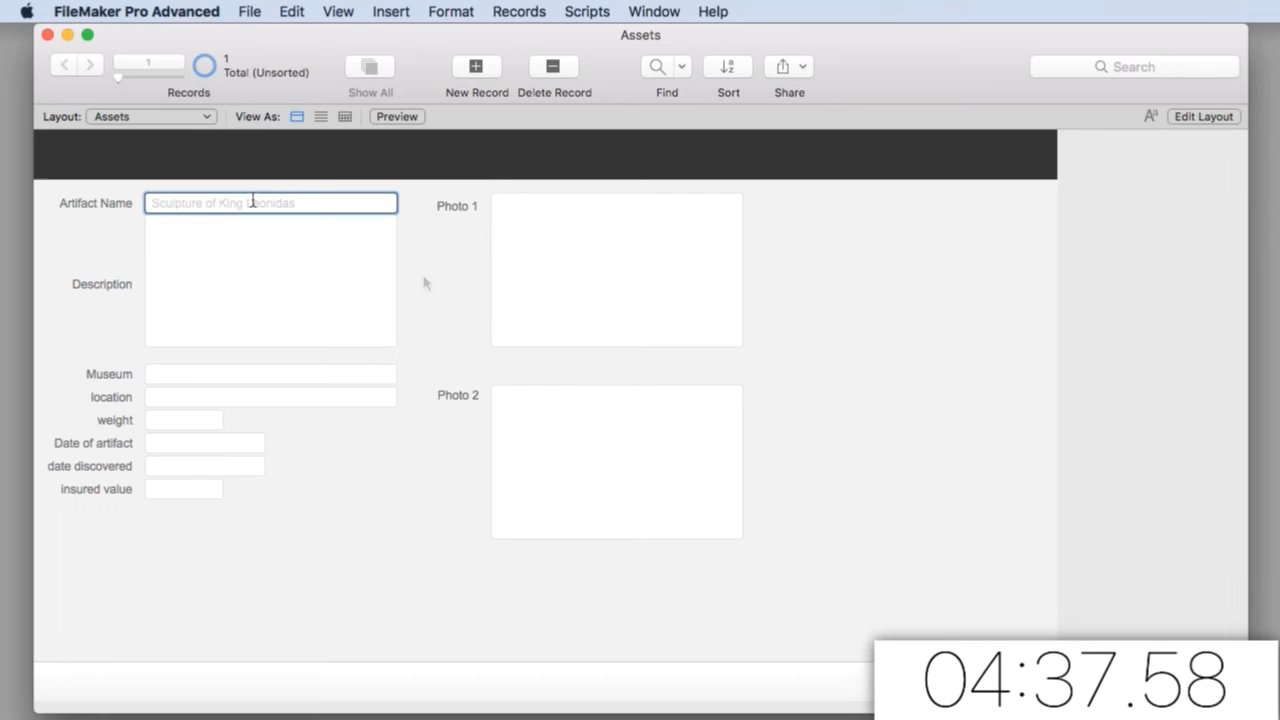 FileMaker Pro Advanced File Edit View Insert Format Records Scripts Window Help
Assets
1
1
Total (Unsorted)
Records
Show All
New Record
Delete Record
Find
Sort
Share
Search
Layout: Assets
View As:
Preview
Aª
Edit Layout
Artifact Name
Sculpture of King Leonidas
Description
Museum
location
weight
Date of artifact
date discovered
insured value
Photo 1
Photo 2
04:37.58